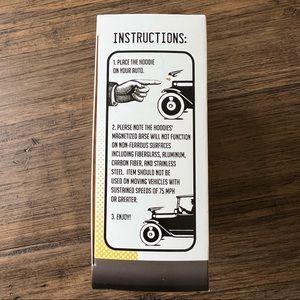 INSTRUCTIONS:
1. PLACE THE HOODIE
ON YOUR AUTO.
2. PLEASE NOTE THE HOODIES'
MAGNETIZED BASE WILL NOT FUNCTION
ON NON-FERROUS SURFACES
INCLUDING FIBERGLASS, ALUMINUM,
CARBON FIBER, AND STAINLESS
STEEL. ITEM SHOULD NOT BE
USED ON MOVING VEHICLES WITH
SUSTAINED SPEEDS OF 75 MPH
OR GREATER.
3. ENJOY!